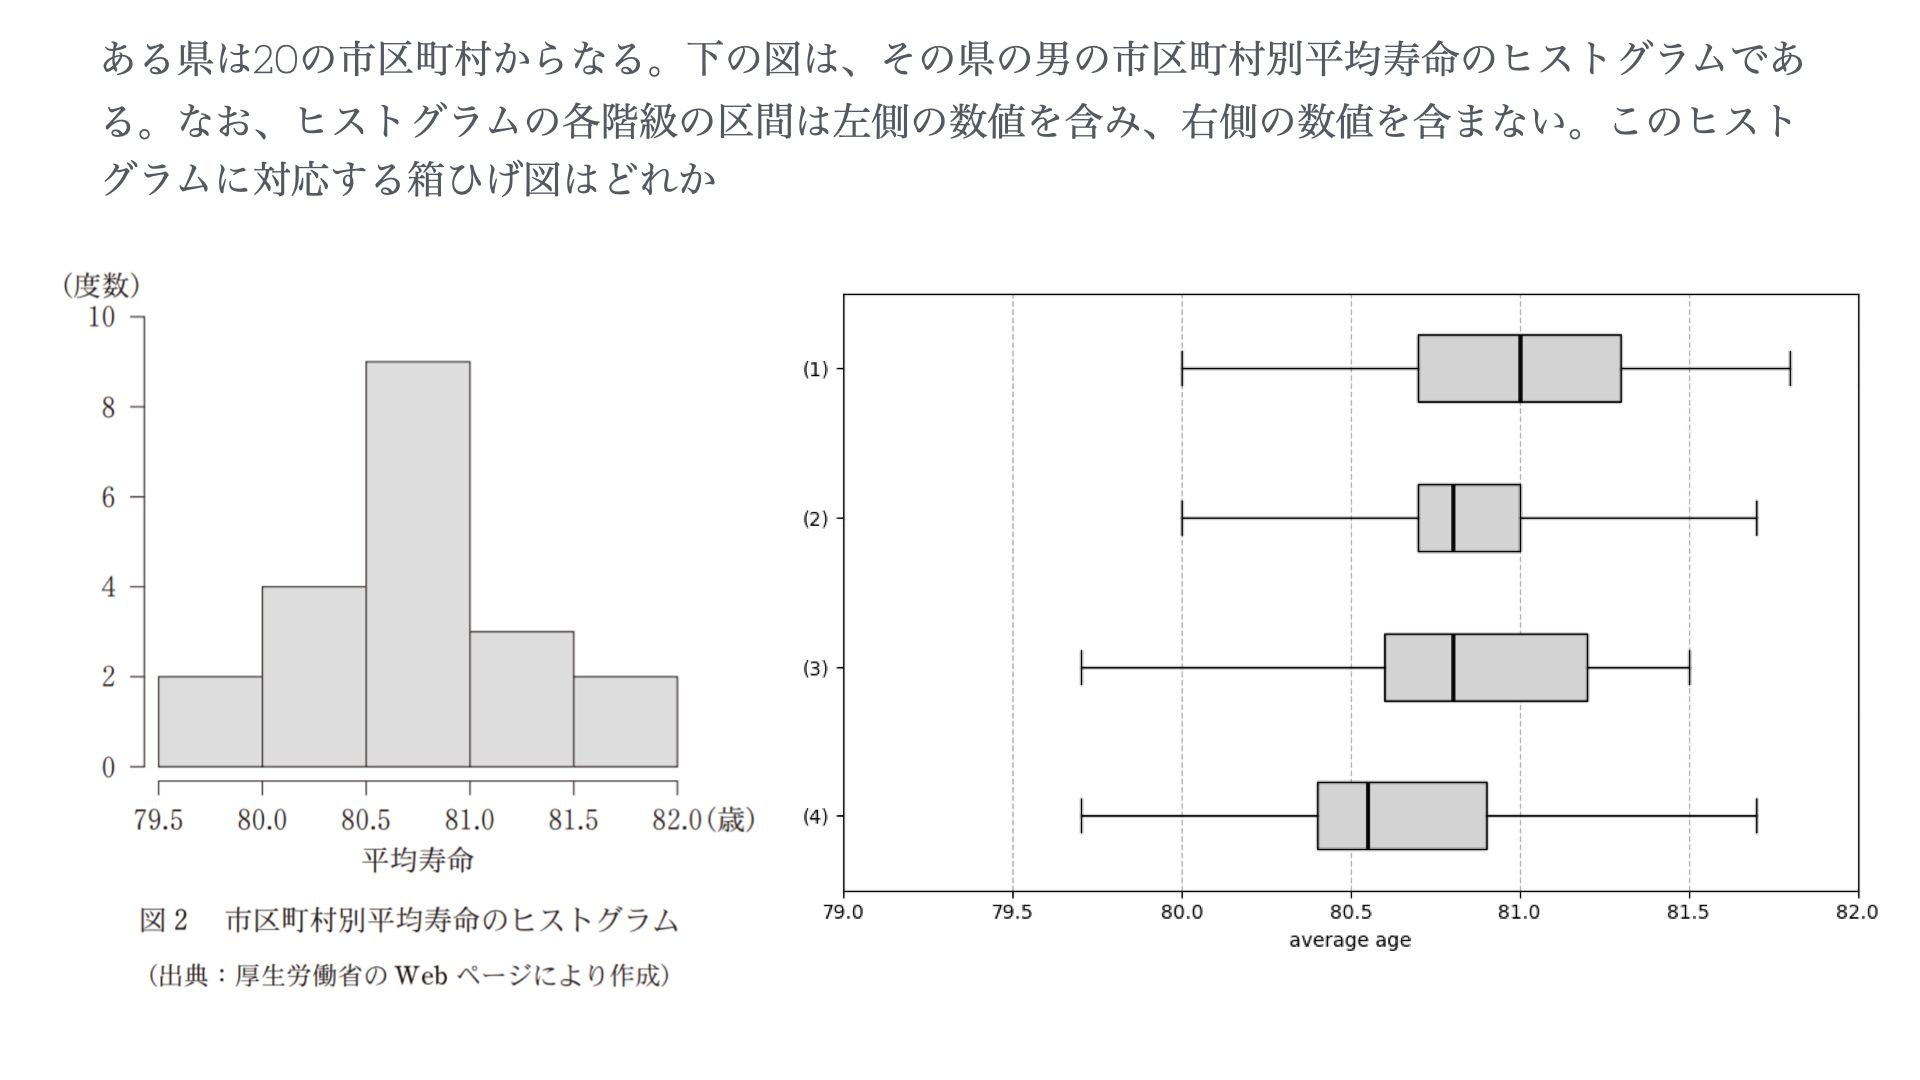 ある県は20の市区町村からなる。下の図は、その県の男の市区町村別平均寿命のヒストグラムであ
る。なお、ヒストグラムの各階級の区間は左側の数値を含み、右側の数値を含まない。このヒスト
グラムに対応する箱ひげ図はどれか
(度数)
10
8
6
4
2
0
79.5 80.0 80.5 81.0 81.5 82.0(歳)
平均寿命
図2 市区町村別平均寿命のヒストグラム
(出典:厚生労働省のWebページにより作成)
(1)
(2)
(3)
(4)
79.0 79.5 80.0 80.5 81.0 81.5 82.0
average age